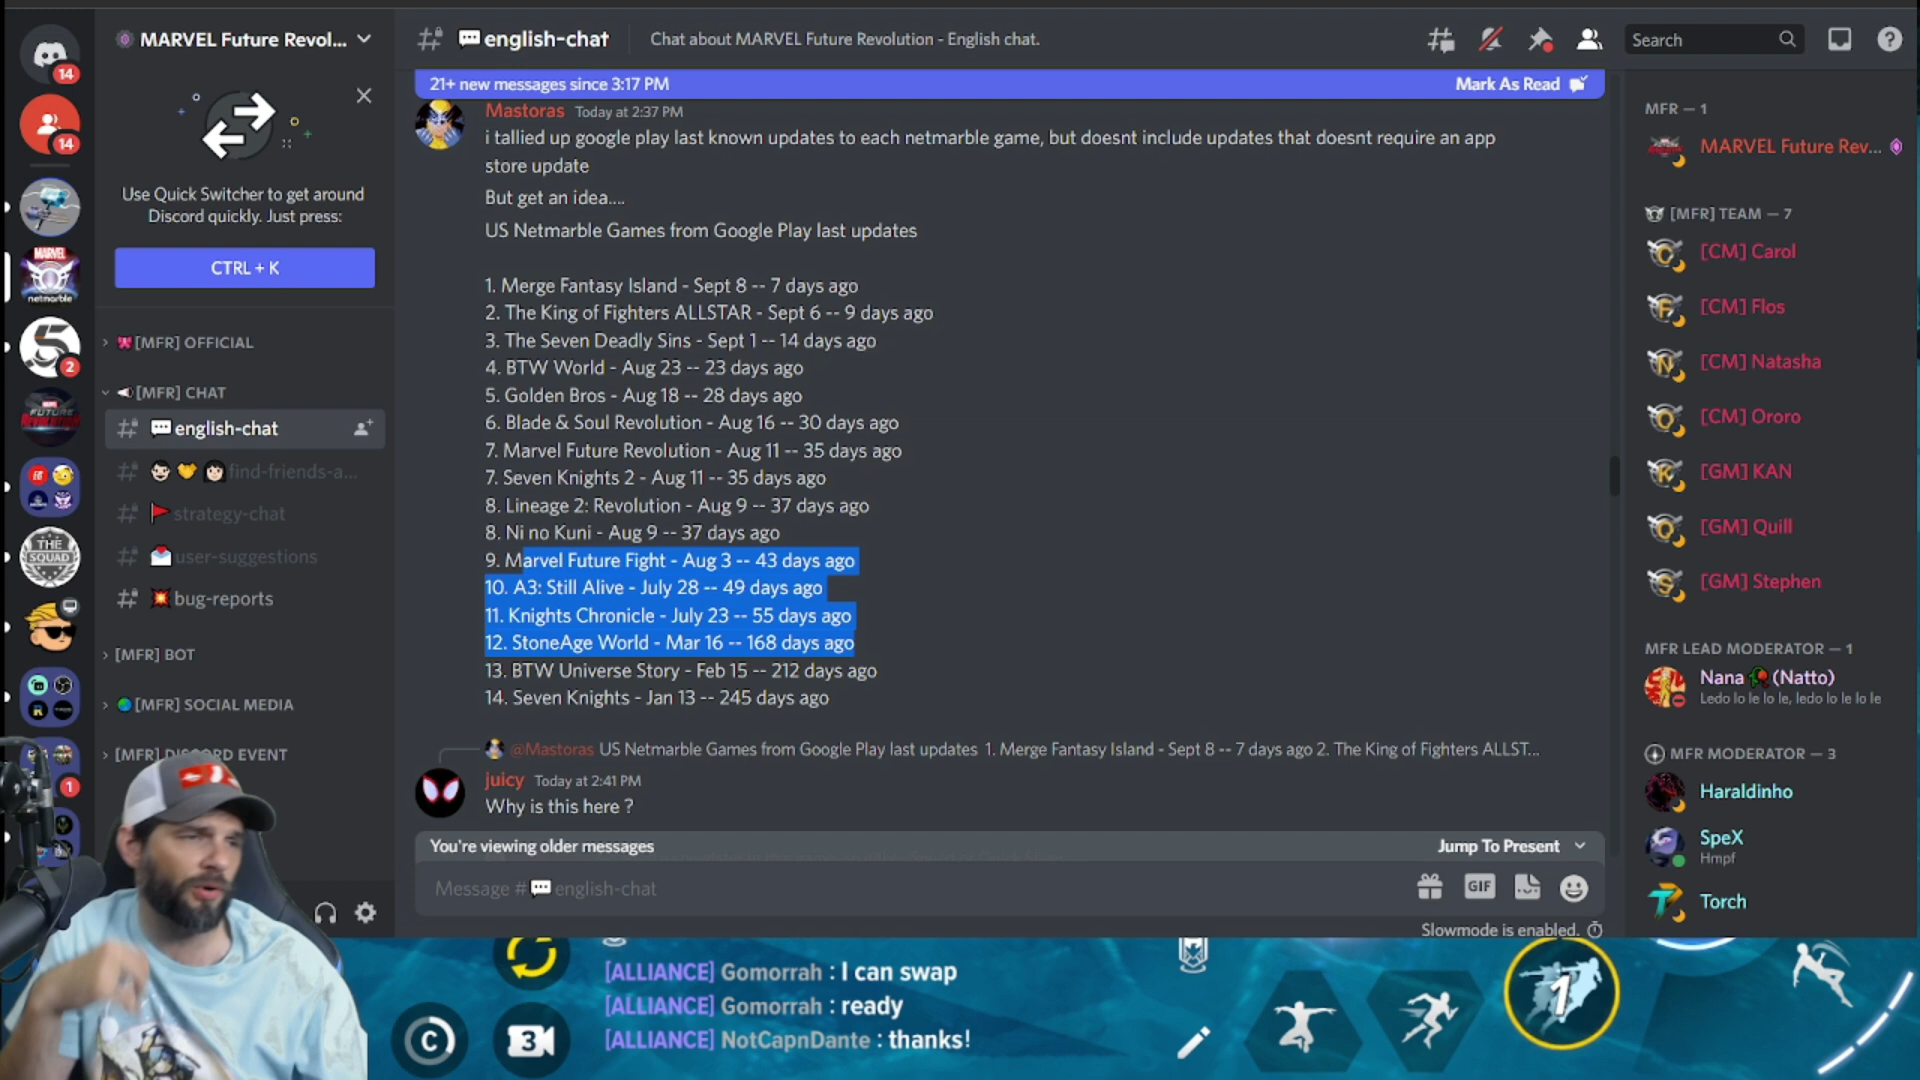 MARVEL Future Revol...
english-chat
Chat about MARVEL Future Revolution - English chat.
Search
21+ new messages since 3:17 PM
Mark As Read
14
14
MARVEL
netmarble
2
THE SQUAD
1
Use Quick Switcher to get around
Discord quickly. Just press:
CTRL + K
[MFR] OFFICIAL
[MFR] CHAT
english-chat
find-friends-a...
strategy-chat
user-suggestions
bug-reports
[MFR] BOT
[MFR] SOCIAL MEDIA
[MFR] DISCORD EVENT
Mastoras Today at 2:37 PM
i tallied up google play last known updates to each netmarble game, but doesnt include updates that doesnt require an app
store update
But get an idea....
US Netmarble Games from Google Play last updates
1. Merge Fantasy Island - Sept 8 -- 7 days ago
2. The King of Fighters ALLSTAR - Sept 6 -- 9 days ago
3. The Seven Deadly Sins - Sept 1 -- 14 days ago
4. BTW World - Aug 23 -- 23 days ago
5. Golden Bros - Aug 18 -- 28 days ago
6. Blade & Soul Revolution - Aug 16 -- 30 days ago
7. Marvel Future Revolution - Aug 11 -- 35 days ago
7. Seven Knights 2 - Aug 11 -- 35 days ago
8. Lineage 2: Revolution - Aug 9 -- 37 days ago
8. Ni no Kuni - Aug 9 -- 37 days ago
9. Marvel Future Fight - Aug 3 -- 43 days ago
10. A3: Still Alive - July 28 -- 49 days ago
11. Knights Chronicle - July 23 -- 55 days ago
12. StoneAge World - Mar 16 -- 168 days ago
13. BTW Universe Story - Feb 15 -- 212 days ago
14. Seven Knights - Jan 13 -- 245 days ago
@Mastoras US Netmarble Games from Google Play last updates 1. Merge Fantasy Island - Sept 8 -- 7 days ago 2. The King of Fighters ALLST...
juicy Today at 2:41 PM
Why is this here ?
You're viewing older messages
Jump To Present
Message # english-chat
GIF
Slowmode is enabled.
MFR — 1
MARVEL Future Rev...
[MFR] TEAM — 7
[CM] Carol
[CM] Flos
[CM] Natasha
[CM] Ororo
[GM] KAN
[GM] Quill
[GM] Stephen
MFR LEAD MODERATOR — 1
Nana (Natto)
Ledo lo le lo le, ledo lo le lo le
MFR MODERATOR — 3
Haraldinho
SpeX
Hmpf
Torch
[ALLIANCE] Gomorrah : I can swap
[ALLIANCE] Gomorrah : ready
[ALLIANCE] NotCapnDante : thanks!
C
3
1